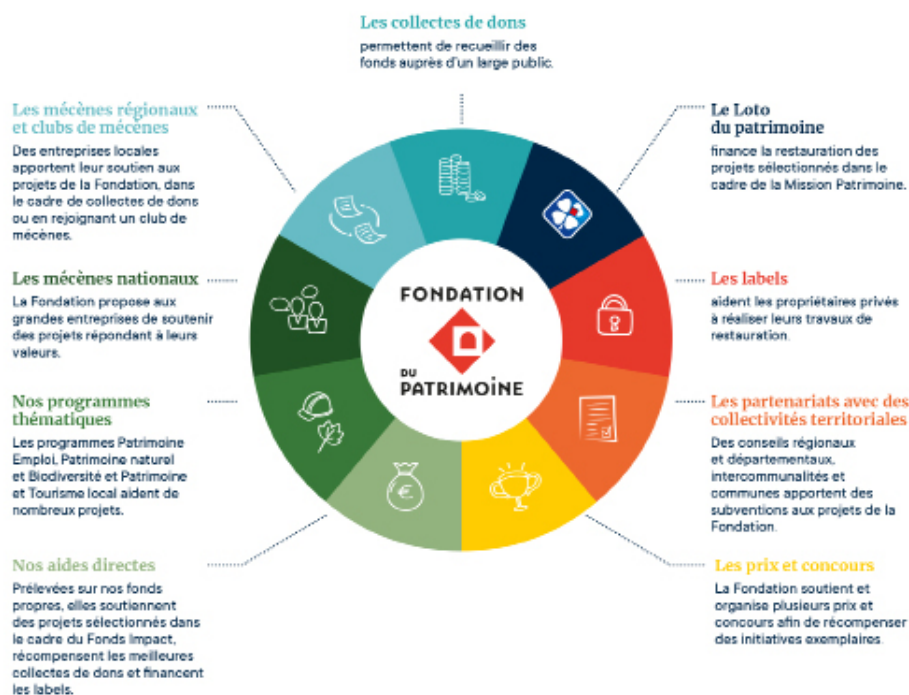 Les collectes de dons
permettent de recueillir des
fonds auprès d'un large public.
Les mécènes régionaux
et clubs de mécènes
Des entreprises locales
apportent leur soutien aux
projets de la Fondation, dans
le cadre de collectes de dons
ou en rejoignant un club de
mécènes.
Le Loto
du patrimoine
finance la restauration des
projets sélectionnés dans le
cadre de la Mission Patrimoine.
Les mécènes nationaux
La Fondation propose aux
grandes entreprises de soutenir
des projets répondant à leurs
valeurs.
FONDATION
DU
PATRIMOINE
Les labels
aident les propriétaires privés
à réaliser leurs travaux de
restauration.
Nos programmes
thématiques
Les programmes Patrimoine
Emploi, Patrimoine naturel
et Biodiversité et Patrimoine
et Tourisme local aident de
nombreux projets.
Les partenariats avec des
collectivités territoriales
Des conseils régionaux
et départementaux,
intercommunalités et
communes apportent des
subventions aux projets de la
Fondation.
Nos aides directes
Prélevées sur nos fonds
propres, elles soutiennent
des projets sélectionnés dans
le cadre du Fonds Impact,
récompensent les meilleures
collectes de dons et financent
les labels.
Les prix et concours
La Fondation soutient et
organise plusieurs prix et
concours afin de récompenser
des initiatives exemplaires.